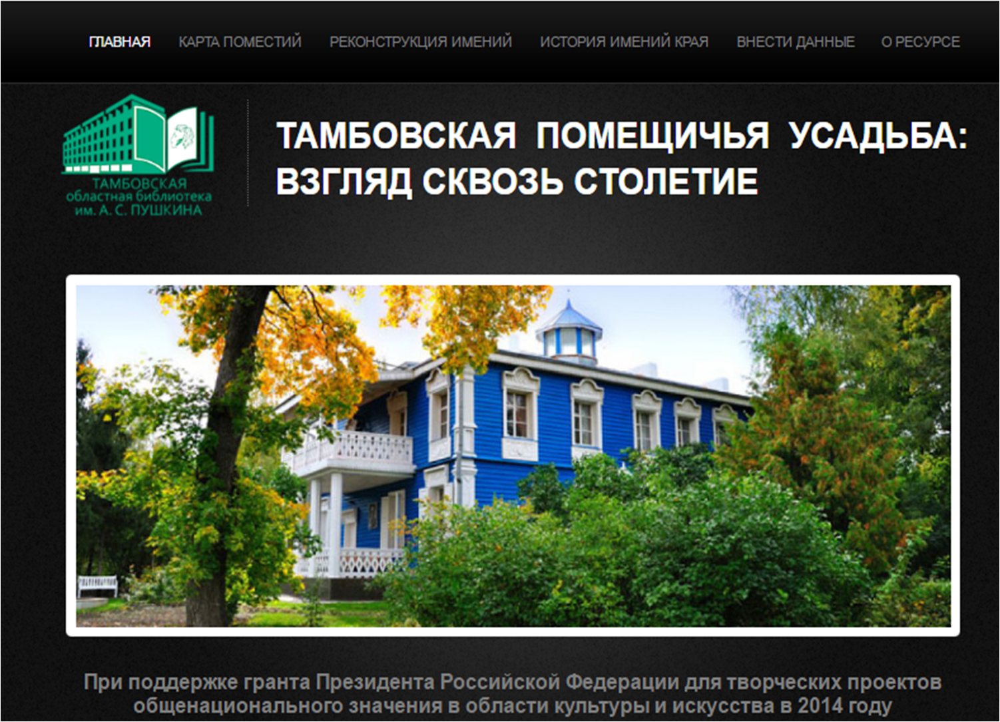 ГЛАВНАЯ КАРТА ПОМЕСТИЙ РЕКОНСТРУКЦИЯ ИМЕНИЙ ИСТОРИЯ ИМЕНИЙ КРАЯ ВНЕСТИ ДАННЫЕ О РЕСУРСЕ
ТАМБОВСКАЯ
областная библиотека
им. А. С. ПУШКИНА
ТАМБОВСКАЯ ПОМЕЩИЧЬЯ УСАДЬБА:
ВЗГЛЯД СКВОЗЬ СТОЛЕТИЕ
При поддержке гранта Президента Российской Федерации для творческих проектов
общенационального значения в области культуры и искусства в 2014 году